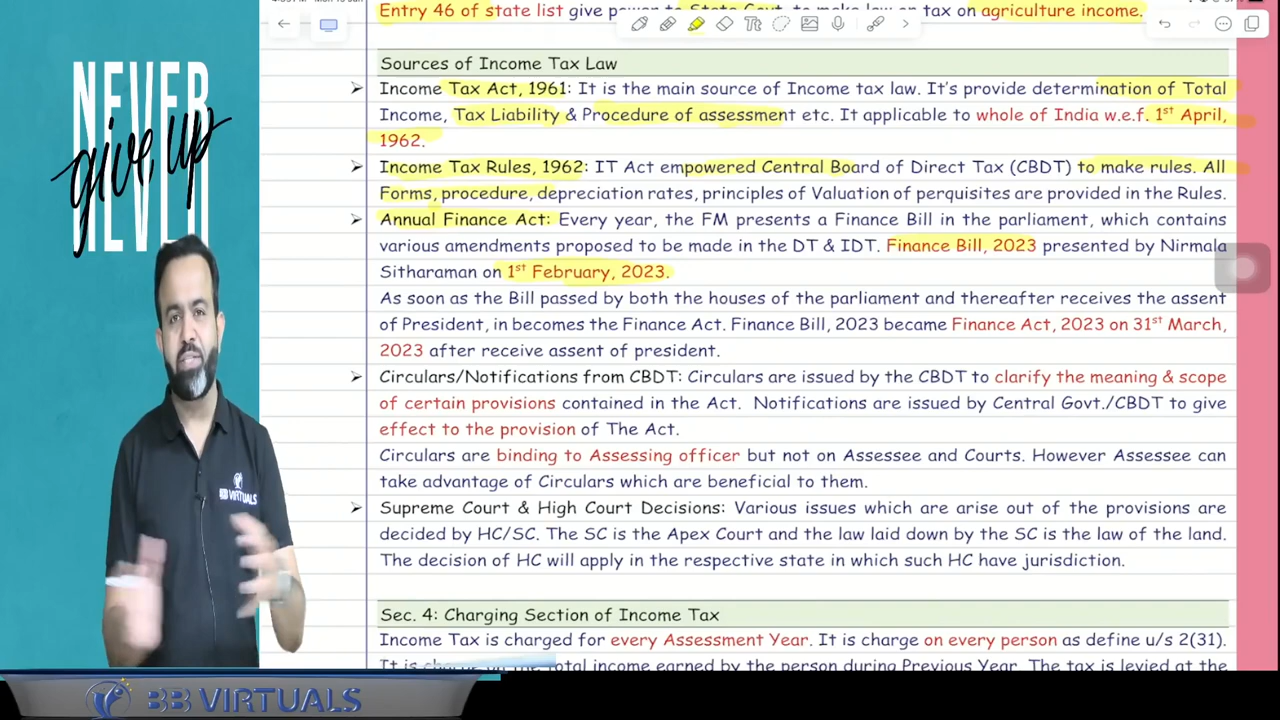 Entry 46 of state list give power to State Govt. to make law on tax on agriculture income.
NEVER
give up
NEVER
Sources of Income Tax Law
➢ Income Tax Act, 1961: It is the main source of Income tax law. It's provide determination of Total
Income, Tax Liability & Procedure of assessment etc. It applicable to whole of India w.e.f. 1st April,
1962.
➢ Income Tax Rules, 1962: IT Act empowered Central Board of Direct Tax (CBDT) to make rules. All
Forms, procedure, depreciation rates, principles of Valuation of perquisites are provided in the Rules.
➢ Annual Finance Act: Every year, the FM presents a Finance Bill in the parliament, which contains
various amendments proposed to be made in the DT & IDT. Finance Bill, 2023 presented by Nirmala
Sitharaman on 1st February, 2023.
As soon as the Bill passed by both the houses of the parliament and thereafter receives the assent
of President, in becomes the Finance Act. Finance Bill, 2023 became Finance Act, 2023 on 31st March,
2023 after receive assent of president.
➢ Circulars/Notifications from CBDT: Circulars are issued by the CBDT to clarify the meaning & scope
of certain provisions contained in the Act. Notifications are issued by Central Govt./CBDT to give
effect to the provision of The Act.
Circulars are binding to Assessing officer but not on Assessee and Courts. However Assessee can
take advantage of Circulars which are beneficial to them.
➢ Supreme Court & High Court Decisions: Various issues which are arise out of the provisions are
decided by HC/SC. The SC is the Apex Court and the law laid down by the SC is the law of the land.
The decision of HC will apply in the respective state in which such HC have jurisdiction.
Sec. 4: Charging Section of Income Tax
Income Tax is charged for every Assessment Year. It is charge on every person as define u/s 2(31).
It is charge on the total income earned by the person during Previous Year. The tax is levied at the
BB VIRTUALS
BB VIRTUALS